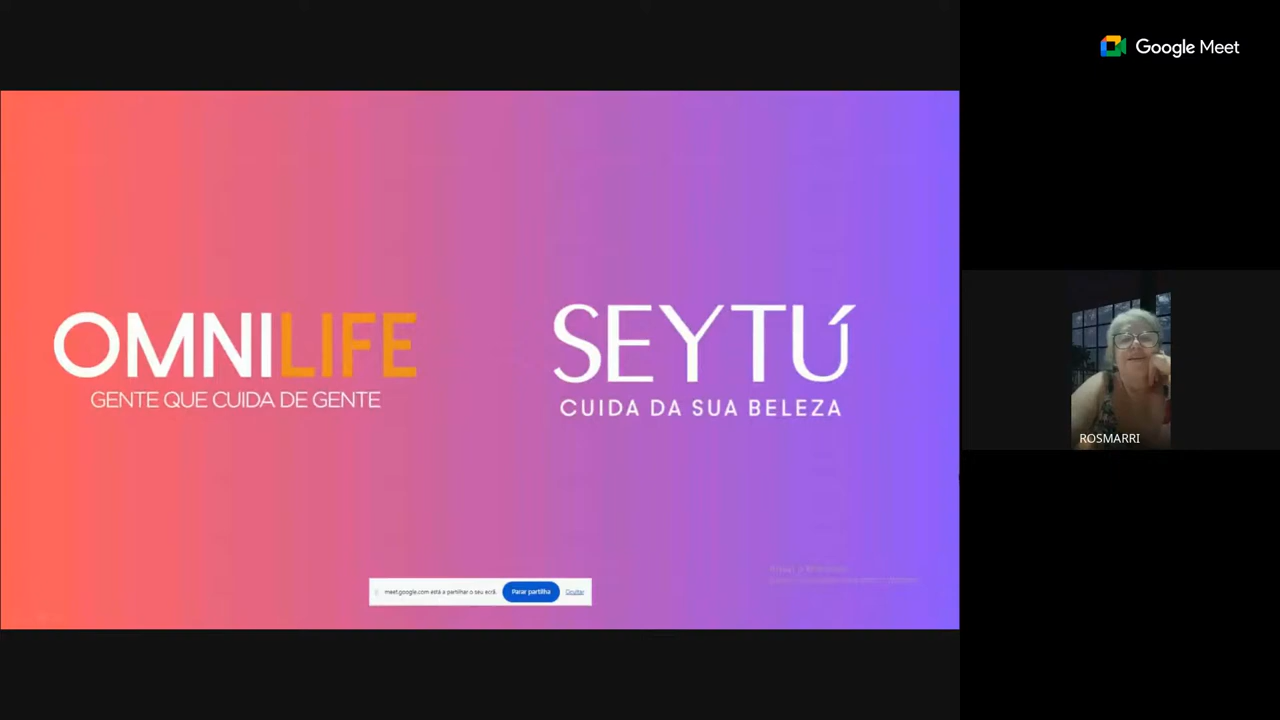 Google Meet
OMNILIFE
GENTE QUE CUIDA DE GENTE
SEYTÚ
CUIDA DA SUA BELEZA
ROSMARRI
meet.google.com está a partilhar o seu ecrã.
Parar partilha
Ocultar